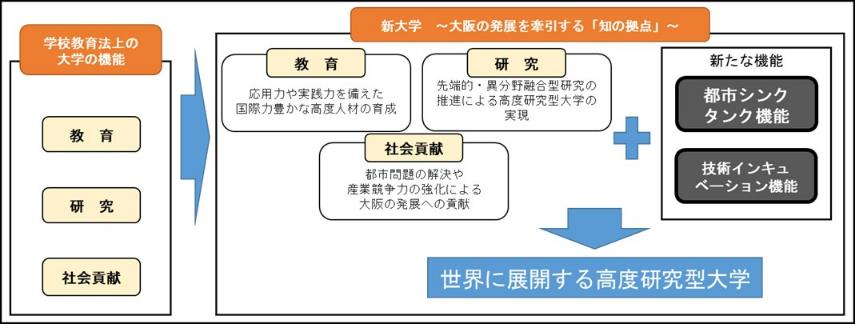 学校教育法上の
大学の機能
教　育
研　究
社会貢献
新大学　～大阪の発展を牽引する「知の拠点」～
教　育
応用力や実践力を備えた
国際力豊かな高度人材の育成
研　究
先端的・異分野融合型研究の
推進による高度研究型大学の
実現
社会貢献
都市問題の解決や
産業競争力の強化による
大阪の発展への貢献
新たな機能
都市シンク
タンク機能
技術インキュ
ベーション機能
世界に展開する高度研究型大学